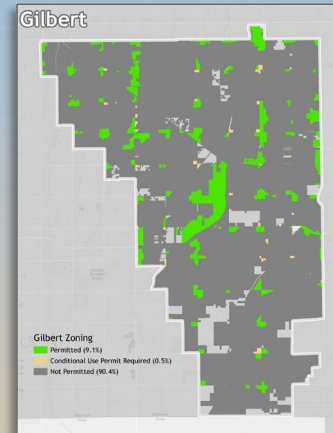 Gilbert
Gilbert Zoning
Permitted (9.1%)
Conditional Use Permit Required (0.5%)
Not Permitted (90.4%)